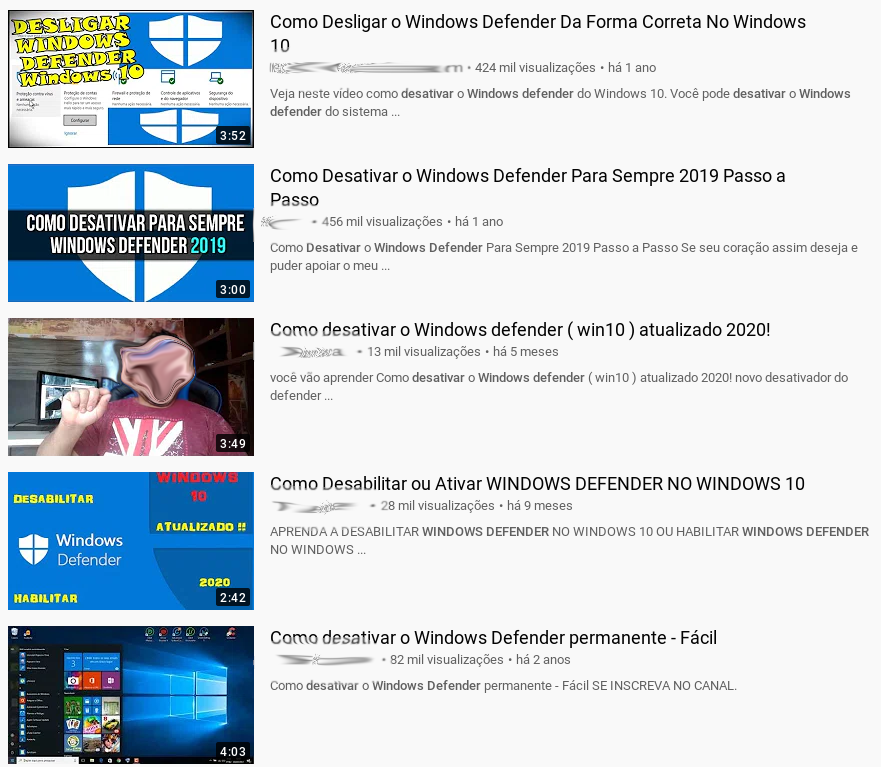 DESLIGAR
WINDOWS
DEFENDER
Windows 10
Proteção contra vírus
e ameaças
Proteção de contas
Firewall e proteção de
rede
Controle de aplicativos e
do navegador
Segurança do
dispositivo
Configurar
Ignorar
3:52
Como Desligar o Windows Defender Da Forma Correta No Windows
10
• 424 mil visualizações • há 1 ano
Veja neste vídeo como desativar o Windows defender do Windows 10. Você pode desativar o Windows
defender do sistema ...
COMO DESATIVAR PARA SEMPRE
WINDOWS DEFENDER 2019
3:00
Como Desativar o Windows Defender Para Sempre 2019 Passo a
Passo
• 456 mil visualizações • há 1 ano
Como Desativar o Windows Defender Para Sempre 2019 Passo a Passo Se seu coração assim deseja e
puder apoiar o meu ...
3:49
Como desativar o Windows defender ( win10 ) atualizado 2020!
• 13 mil visualizações • há 5 meses
você vão aprender Como desativar o Windows defender ( win10 ) atualizado 2020! novo desativador do
defender ...
WINDOWS
10
DESABILITAR
ATUALIZADO !!
Windows
Defender
2020
HABILITAR
2:42
Como Desabilitar ou Ativar WINDOWS DEFENDER NO WINDOWS 10
• 28 mil visualizações • há 9 meses
APRENDA A DESABILITAR WINDOWS DEFENDER NO WINDOWS 10 OU HABILITAR WINDOWS DEFENDER
NO WINDOWS ...
4:03
Como desativar o Windows Defender permanente - Fácil
• 82 mil visualizações • há 2 anos
Como desativar o Windows Defender permanente - Fácil SE INSCREVA NO CANAL.